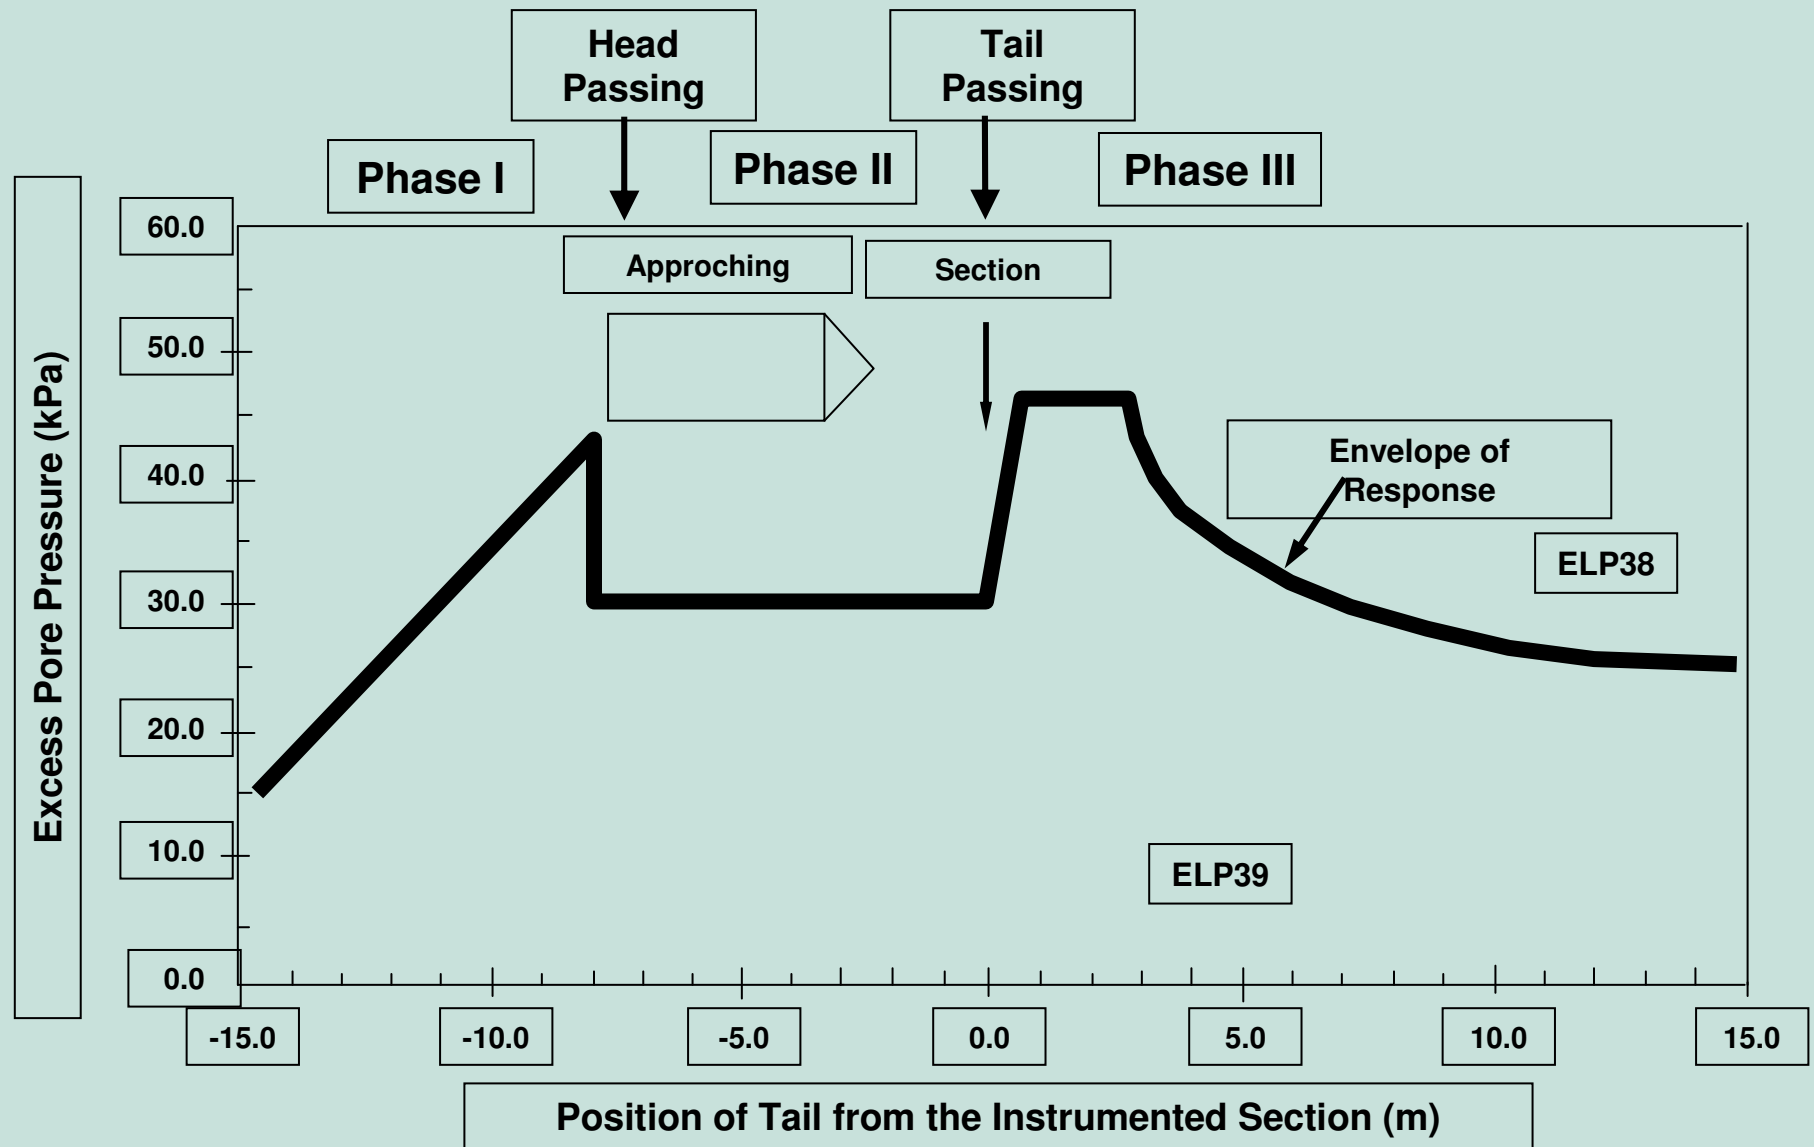 Head
Passing
Tail
Passing
Phase I
Phase II
Phase III
Approching
Section
Envelope of
Response
ELP38
ELP39
Excess Pore Pressure (kPa)
60.0
50.0
40.0
30.0
20.0
10.0
0.0
-15.0
-10.0
-5.0
0.0
5.0
10.0
15.0
Position of Tail from the Instrumented Section (m)